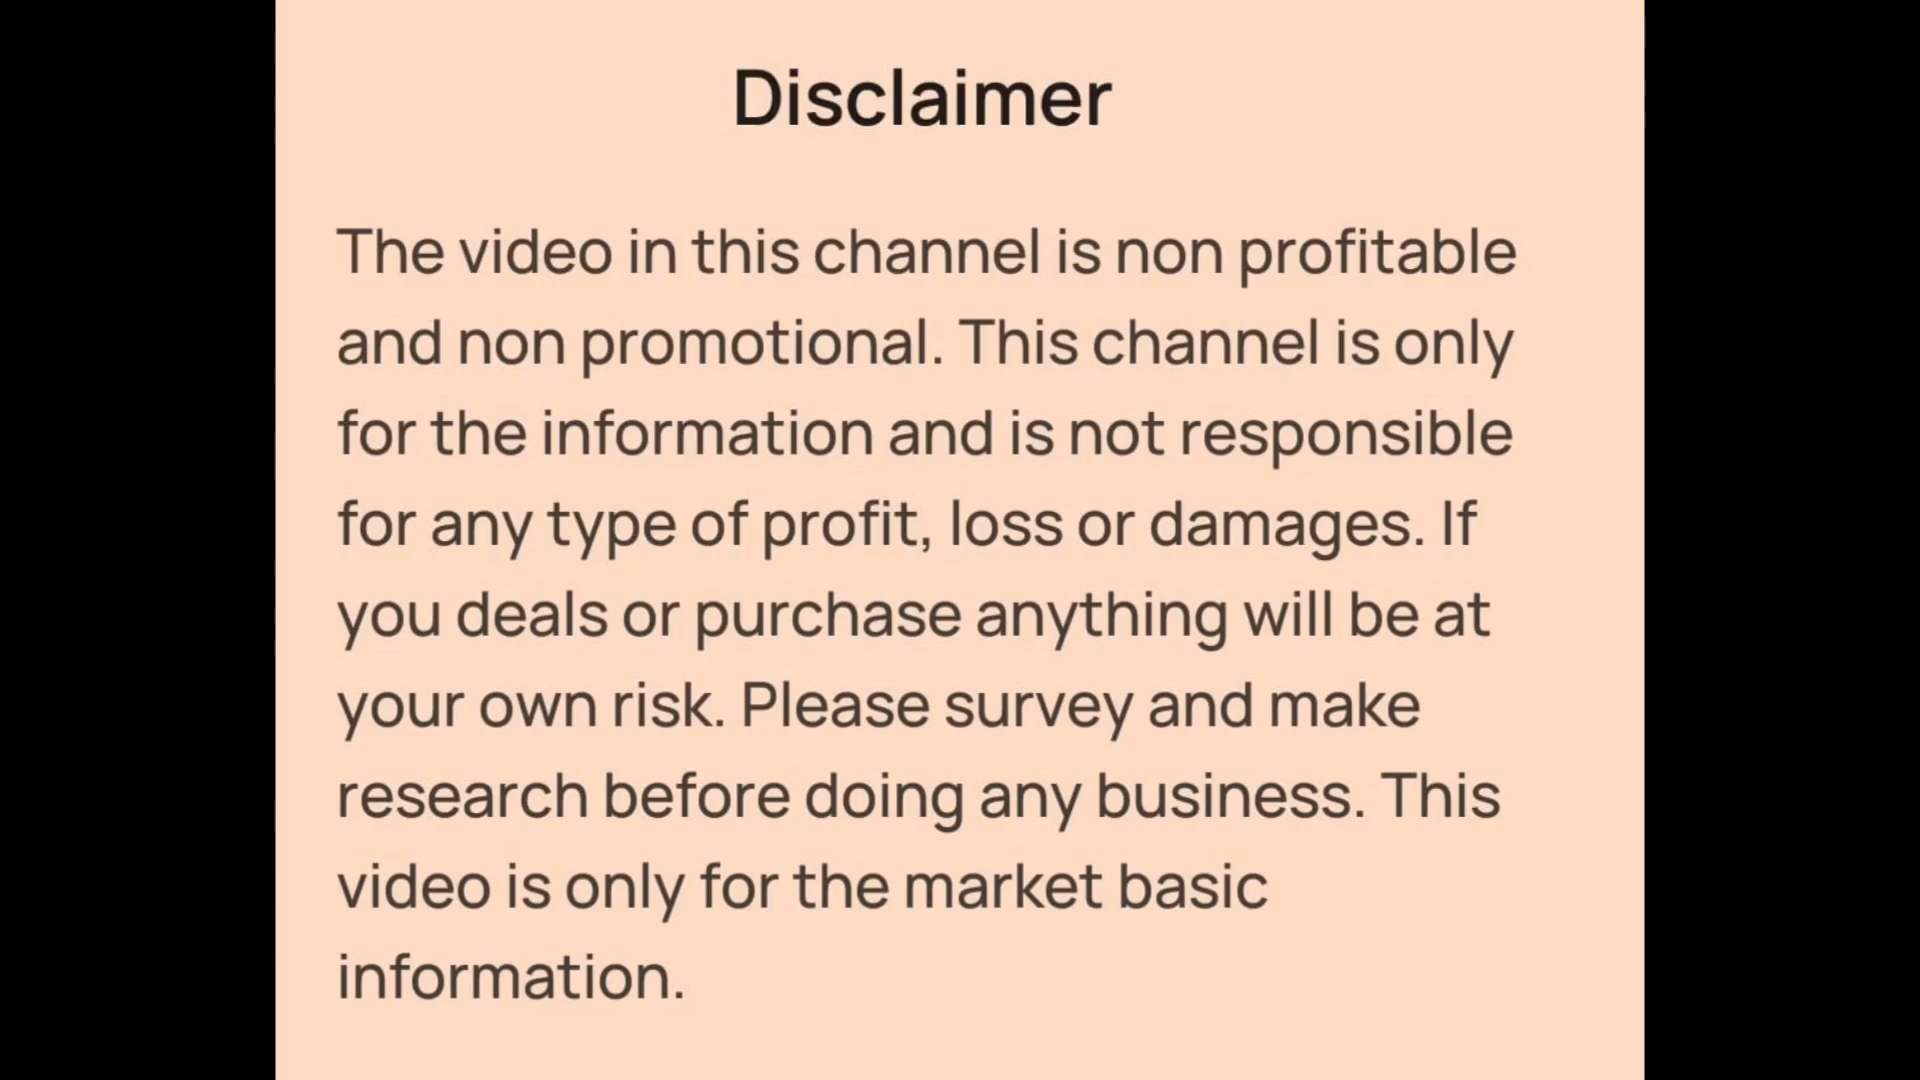 Disclaimer
The video in this channel is non profitable
and non promotional. This channel is only
for the information and is not responsible
for any type of profit, loss or damages. If
you deals or purchase anything will be at
your own risk. Please survey and make
research before doing any business. This
video is only for the market basic
information.